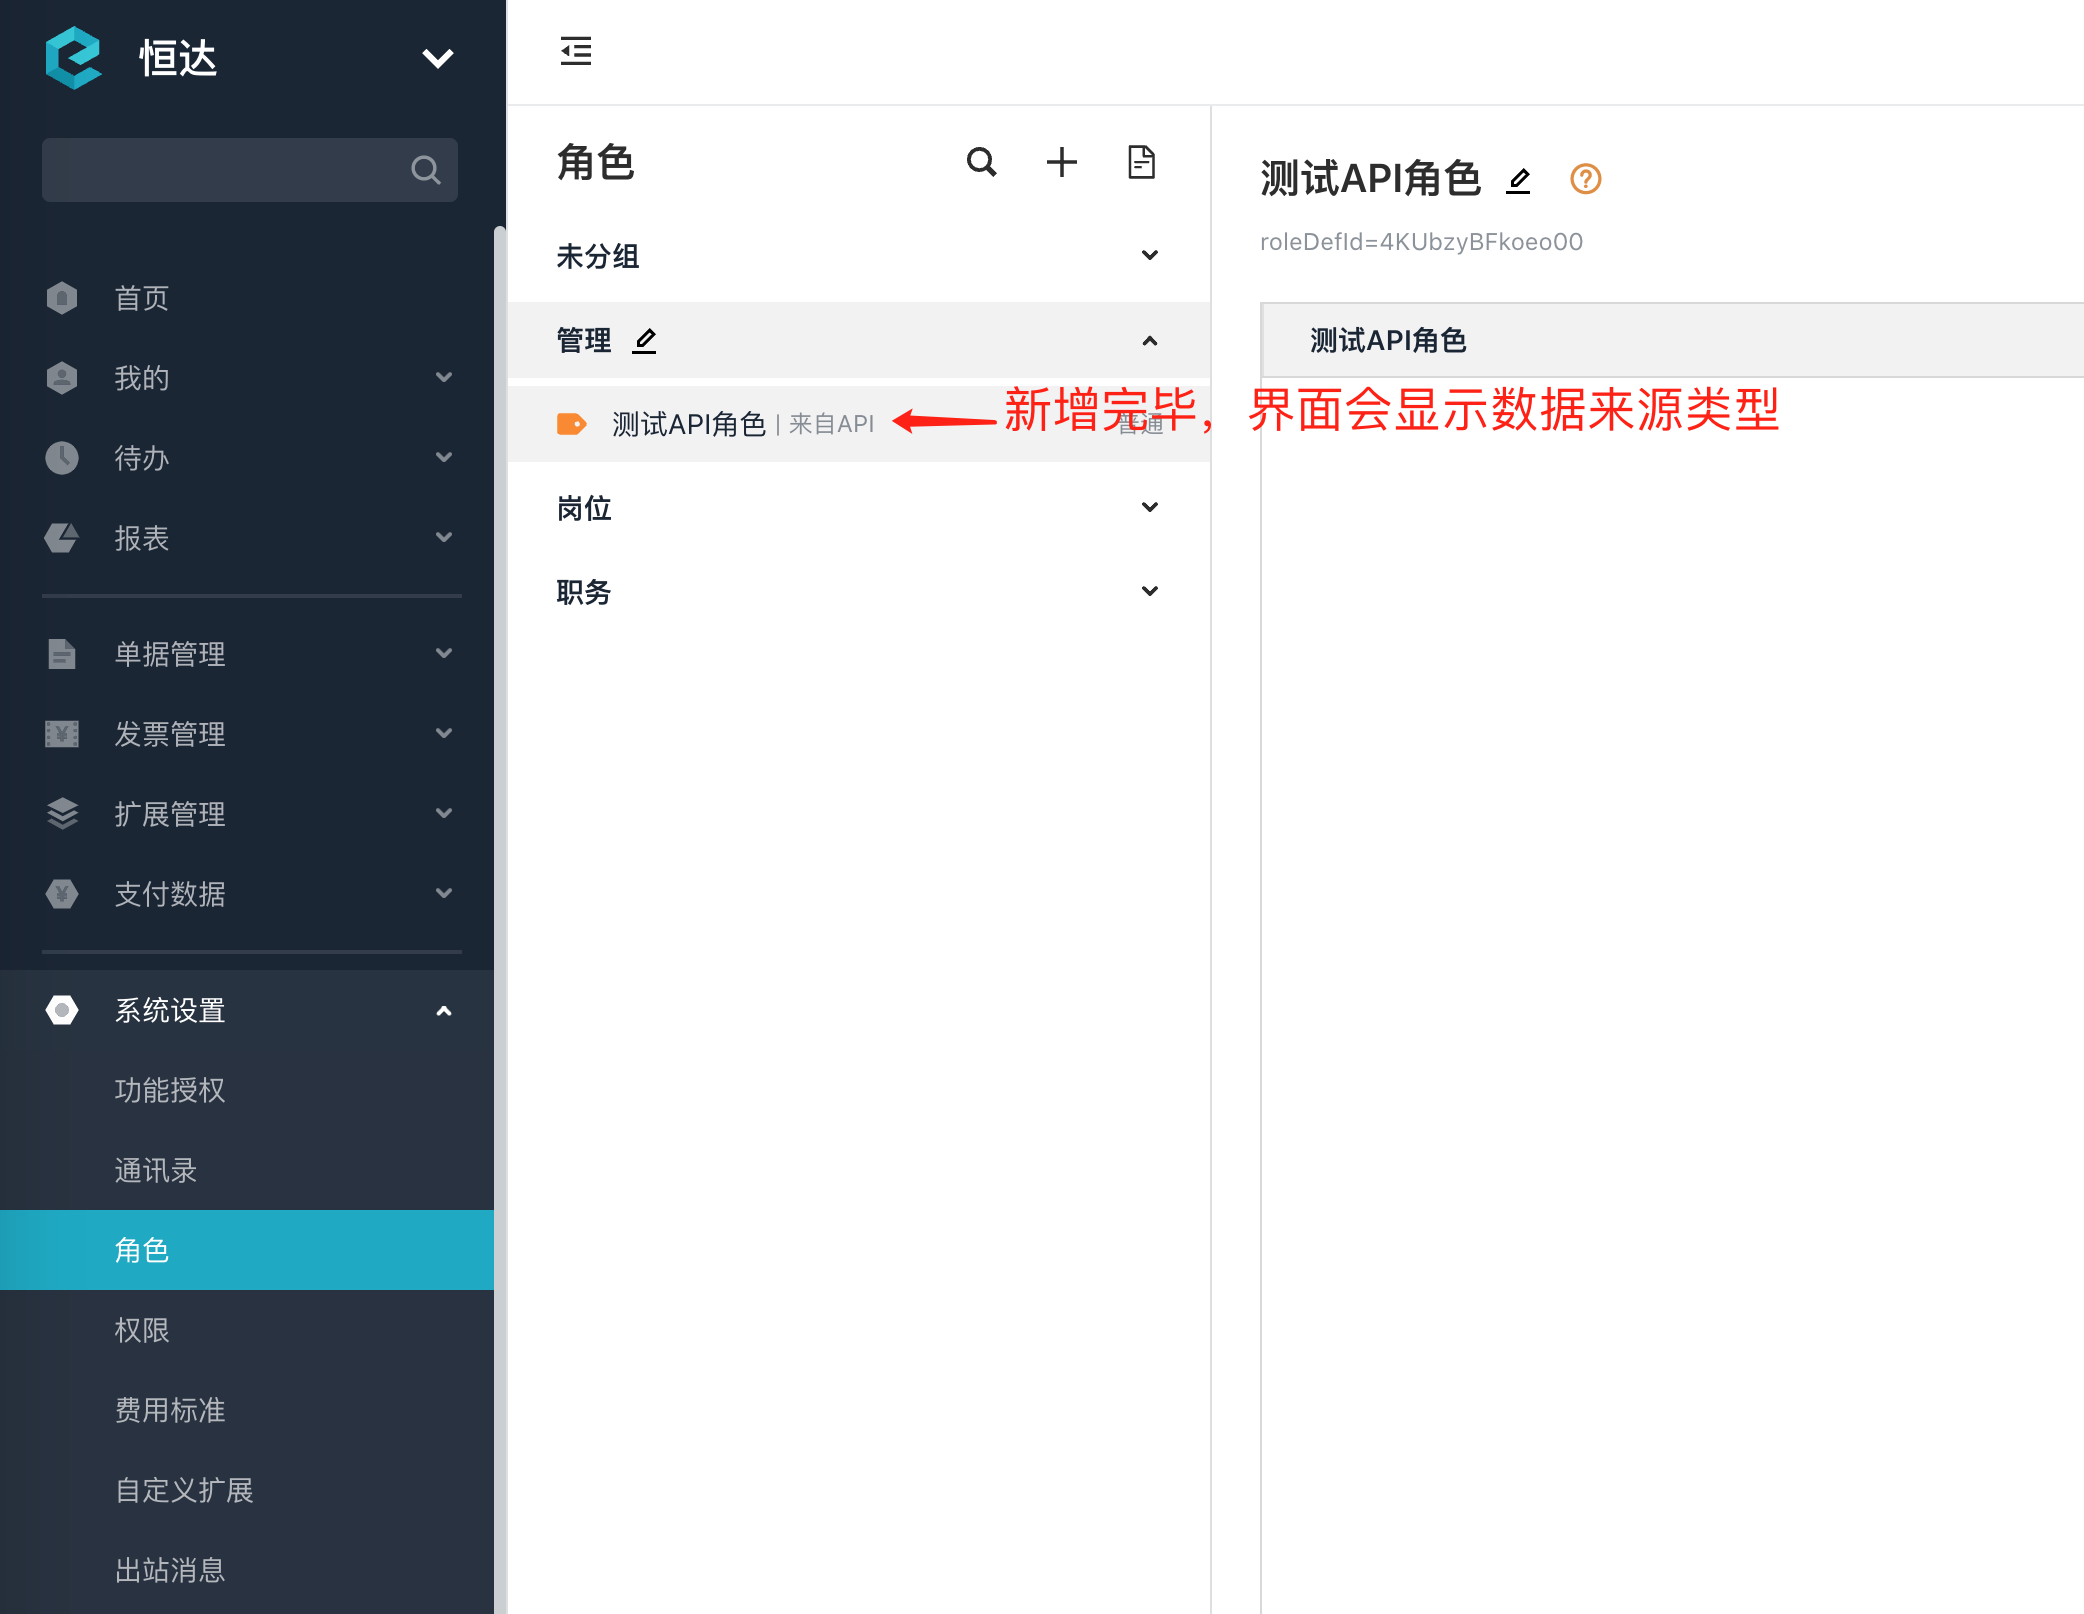 恒达
首页
我的
待办
报表
单据管理
发票管理
扩展管理
支付数据
系统设置
功能授权
通讯录
角色
权限
费用标准
自定义扩展
出站消息
角色
未分组
管理
测试API角色 | 来自API 普通
新增完毕，界面会显示数据来源类型
岗位
职务
测试API角色
roleDefId=4KUbzyBFkoeo00
测试API角色